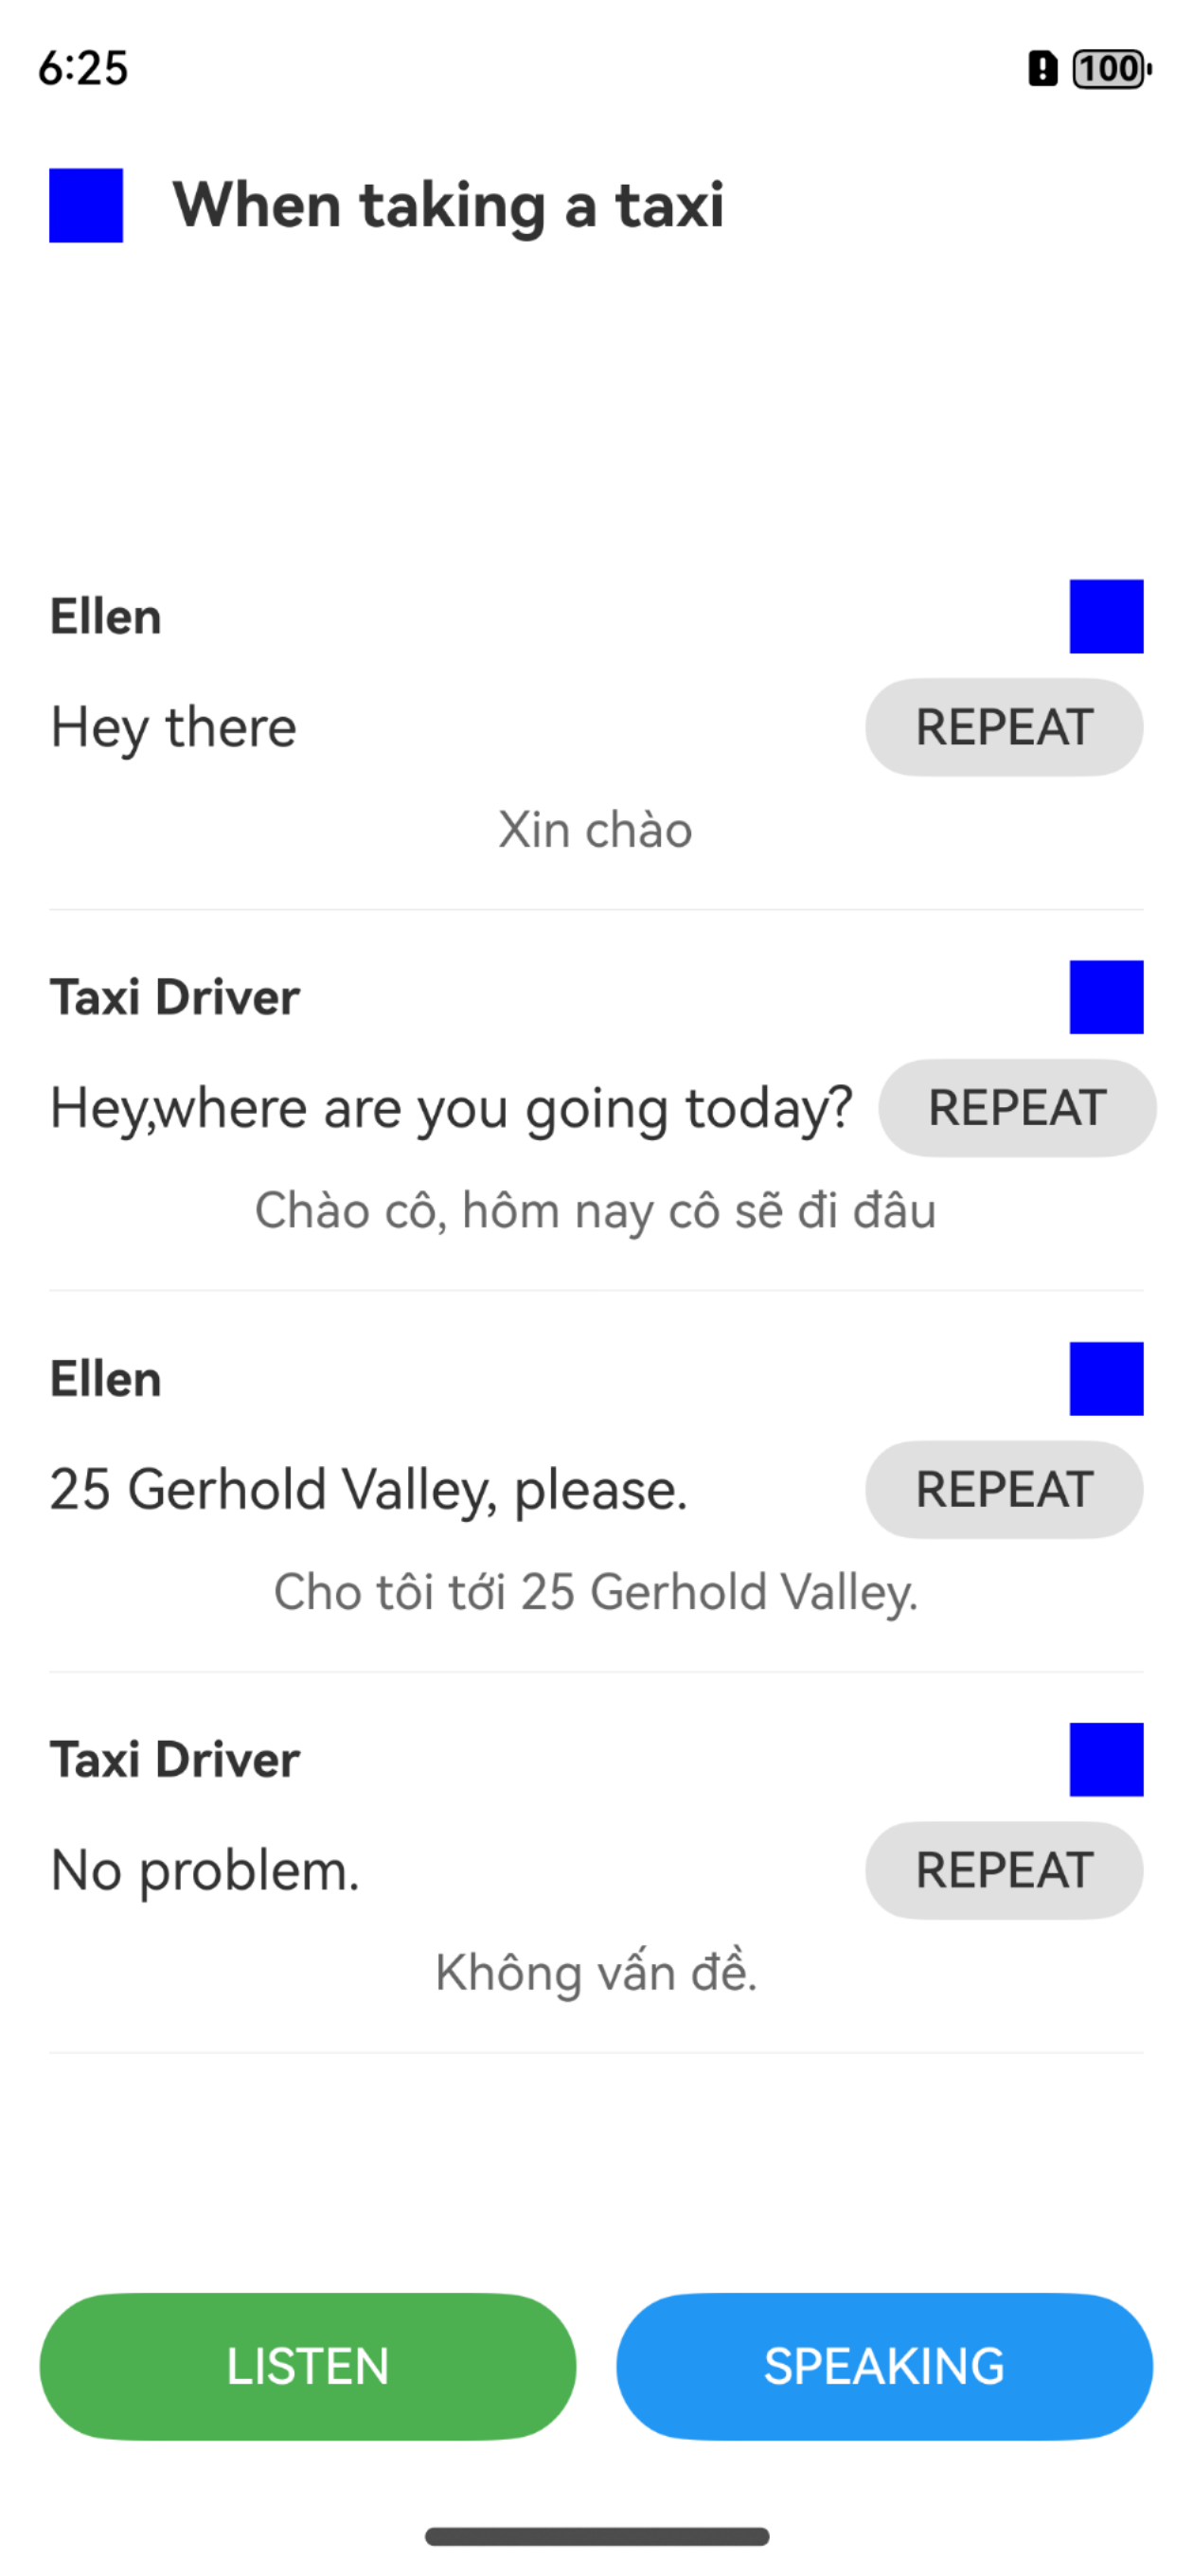 6:25
100
When taking a taxi
Ellen
Hey there
REPEAT
Xin chào
Taxi Driver
Hey,where are you going today?
REPEAT
Chào cô, hôm nay cô sẽ đi đâu
Ellen
25 Gerhold Valley, please.
REPEAT
Cho tôi tới 25 Gerhold Valley.
Taxi Driver
No problem.
REPEAT
Không vấn đề.
LISTEN
SPEAKING